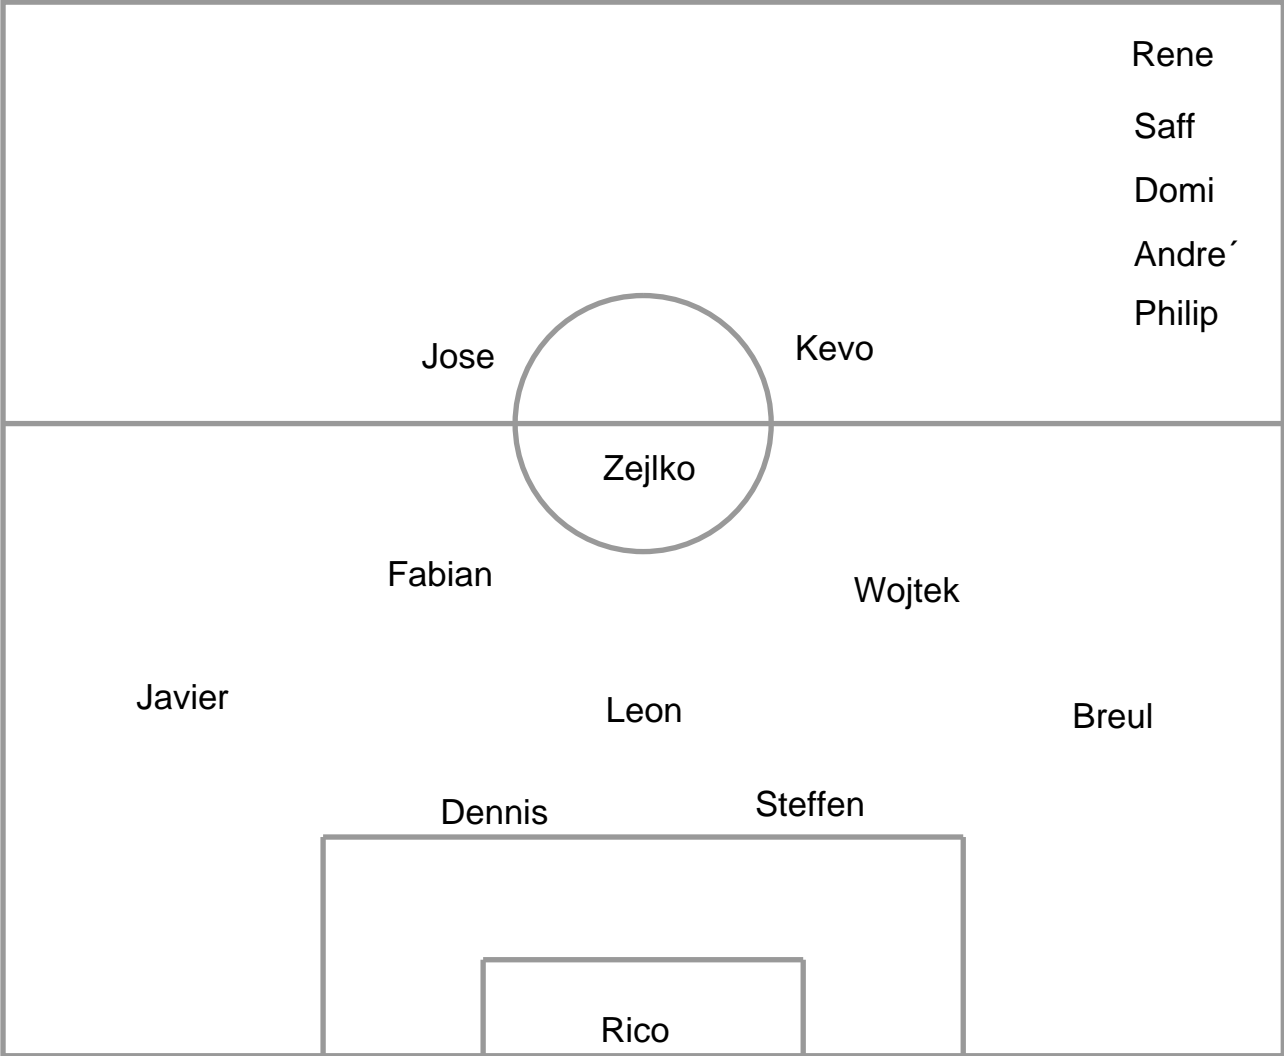 Rene
Saff
Domi
Andre´
Philip
Jose
Kevo
Zejlko
Fabian
Wojtek
Javier
Leon
Breul
Dennis
Steffen
Rico